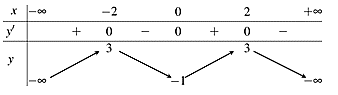 x −∞ −2 0 2 +∞
y′ + 0 − 0 + 0 −
3 3
y
−∞ −1 −∞